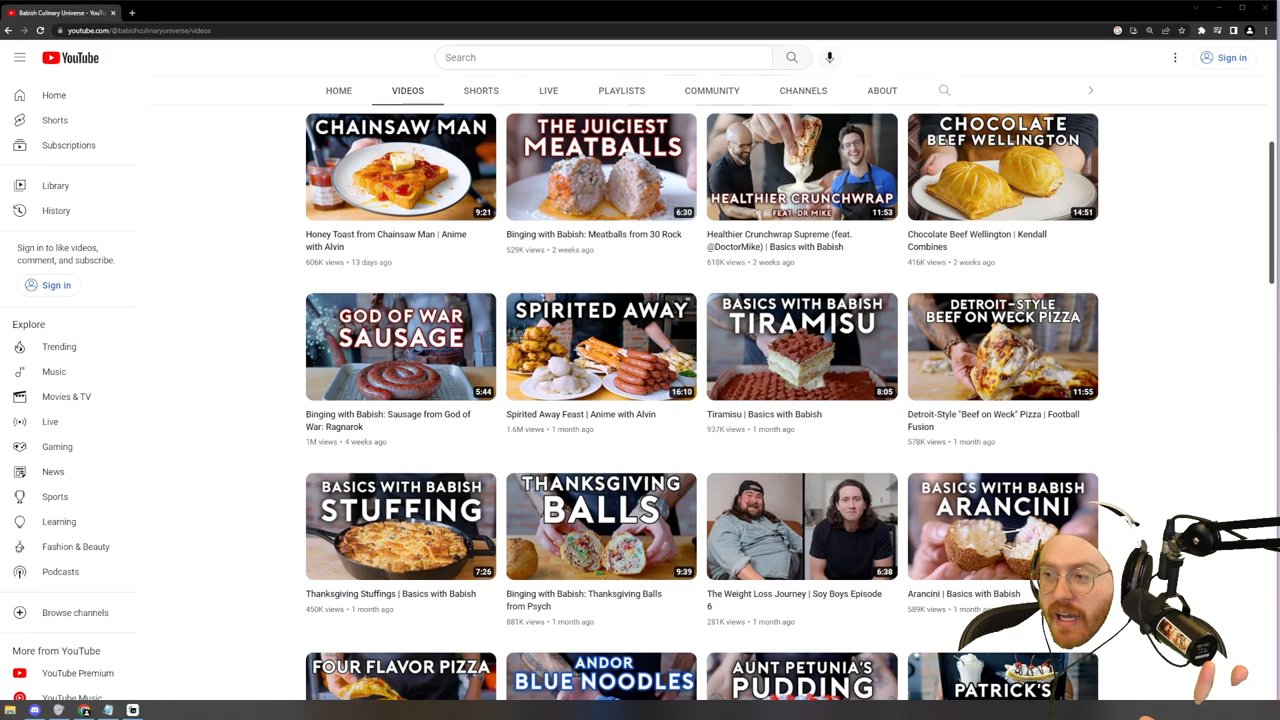 Babish Culinary Universe - YouTu
youtube.com/@babishculinaryuniverse/videos
YouTube
Search
Sign in
HOME
VIDEOS
SHORTS
LIVE
PLAYLISTS
COMMUNITY
CHANNELS
ABOUT
Home
Shorts
Subscriptions
Library
History
Sign in to like videos,
comment, and subscribe.
Sign in
Explore
Trending
Music
Movies & TV
Live
Gaming
News
Sports
Learning
Fashion & Beauty
Podcasts
Browse channels
More from YouTube
YouTube Premium
YouTube Music
CHAINSAW MAN
9:21
Honey Toast from Chainsaw Man | Anime
with Alvin
606K views • 13 days ago
THE JUICIEST
MEATBALLS
6:30
Binging with Babish: Meatballs from 30 Rock
529K views • 2 weeks ago
HEALTHIER CRUNCHWRAP
FEAT. DR MIKE
11:53
Healthier Crunchwrap Supreme (feat.
@DoctorMike) | Basics with Babish
618K views • 2 weeks ago
CHOCOLATE
BEEF WELLINGTON
14:51
Chocolate Beef Wellington | Kendall
Combines
416K views • 2 weeks ago
GOD OF WAR
SAUSAGE
5:44
Binging with Babish: Sausage from God of
War: Ragnarok
1M views • 4 weeks ago
SPIRITED AWAY
16:10
Spirited Away Feast | Anime with Alvin
1.6M views • 1 month ago
BASICS WITH BABISH
TIRAMISU
8:05
Tiramisu | Basics with Babish
937K views • 1 month ago
DETROIT-STYLE
BEEF ON WECK PIZZA
11:55
Detroit-Style "Beef on Weck" Pizza | Football
Fusion
578K views • 1 month ago
BASICS WITH BABISH
STUFFING
7:26
Thanksgiving Stuffings | Basics with Babish
450K views • 1 month ago
THANKSGIVING
BALLS
9:39
Binging with Babish: Thanksgiving Balls
from Psych
881K views • 1 month ago
6:38
The Weight Loss Journey | Soy Boys Episode
6
281K views • 1 month ago
BASICS WITH BABISH
ARANCINI
Arancini | Basics with Babish
589K views • 1 month ago
FOUR FLAVOR PIZZA
ANDOR
BLUE NOODLES
AUNT PETUNIA'S
PUDDING
PATRICK'S